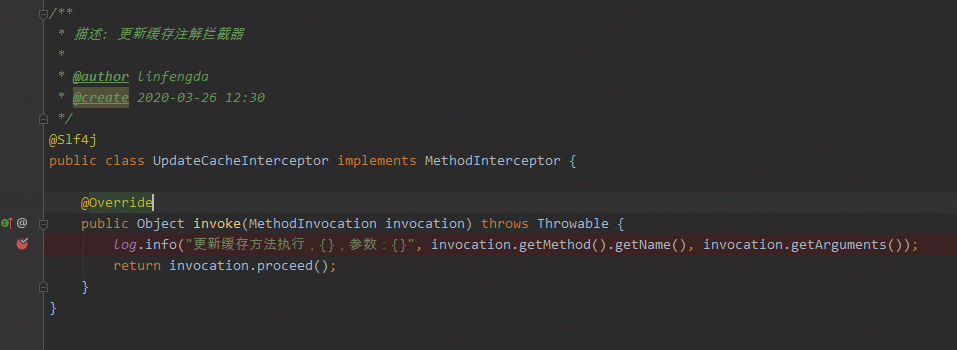 /**
 * 描述: 更新缓存注解拦截器
 *
 * @author linfengda
 * @create 2020-03-26 12:30
 */
@Slf4j
public class UpdateCacheInterceptor implements MethodInterceptor {
    @Override
    public Object invoke(MethodInvocation invocation) throws Throwable {
        log.info("更新缓存方法执行，{}，参数：{}", invocation.getMethod().getName(), invocation.getArguments());
        return invocation.proceed();
    }
}